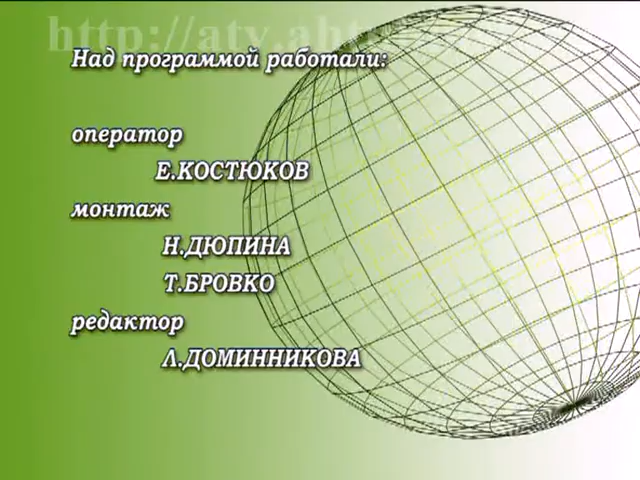 Над программой работали:
оператор
Е.КОСТЮКОВ
монтаж
Н.ДЮПИНА
Т.БРОВКО
редактор
Л.ДОМИННИКОВА